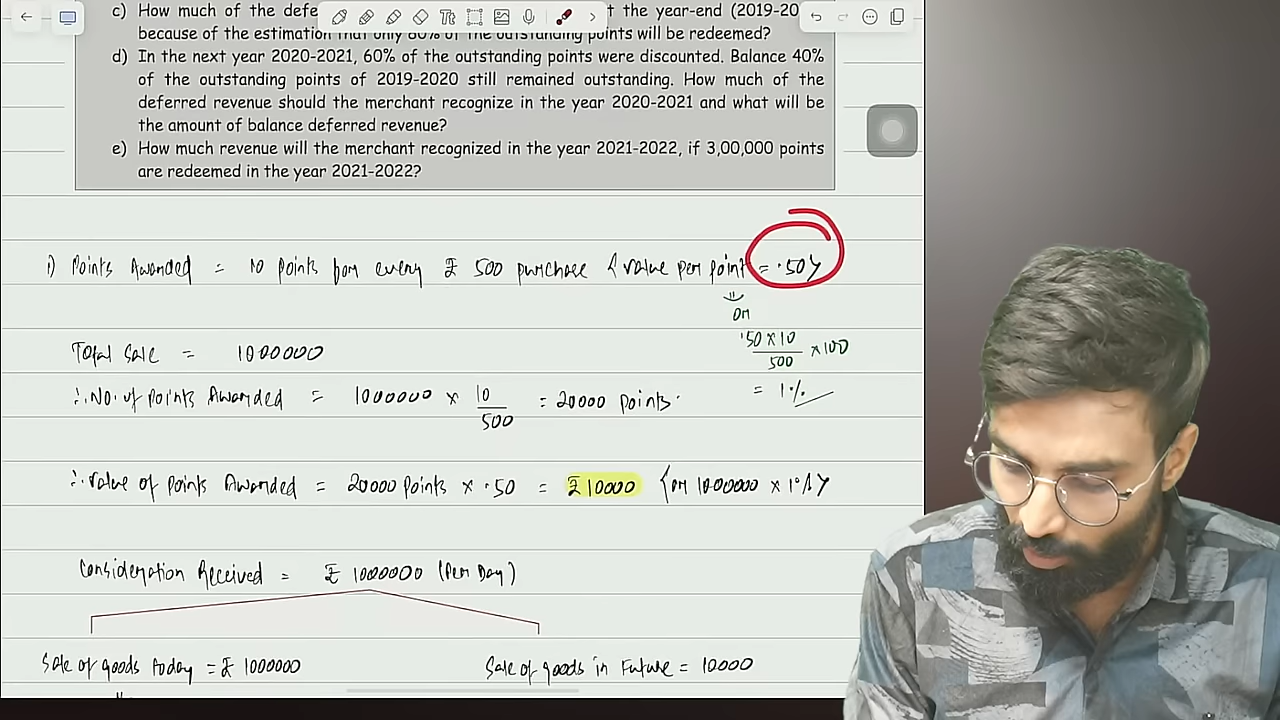 c) How much of the defe t the year-end (2019-20
because of the estimation that only 80% of the outstanding points will be redeemed?
d) In the next year 2020-2021, 60% of the outstanding points were discounted. Balance 40%
of the outstanding points of 2019-2020 still remained outstanding. How much of the
deferred revenue should the merchant recognize in the year 2020-2021 and what will be
the amount of balance deferred revenue?
e) How much revenue will the merchant recognized in the year 2021-2022, if 3,00,000 points
are redeemed in the year 2021-2022?
1) Points Awarded = 10 points for every ₹ 500 purchase { value per point = .50}
or
.50 x 10
500
x 100
= 1%
Total Sale = 1000000
∴ No. of points Awarded = 1000000 x 10
500
= 20000 points.
∴ value of points Awarded = 20000 points x .50 = ₹ 10000 {or 1000000 x 1%}
Consideration Received = ₹ 1000000 (Per Day)
Sale of goods today = ₹ 1000000 Sale of goods in Future = 10000